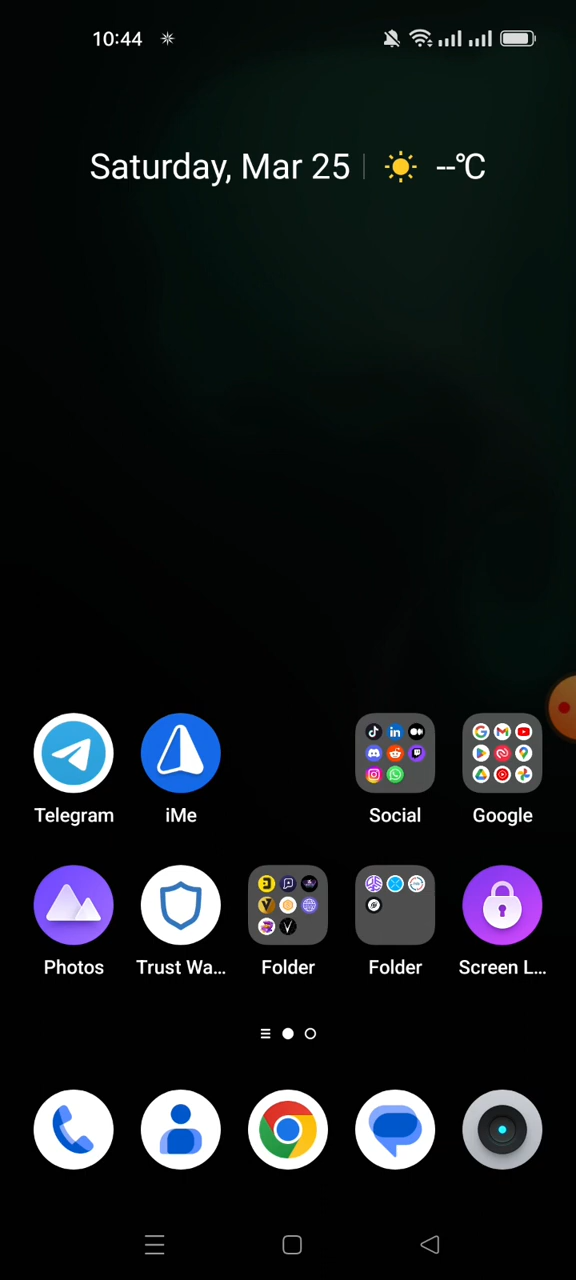 10:44
Saturday, Mar 25 --°C
Telegram
iMe
Social
Google
Photos
Trust Wa...
Folder
Folder
Screen L...